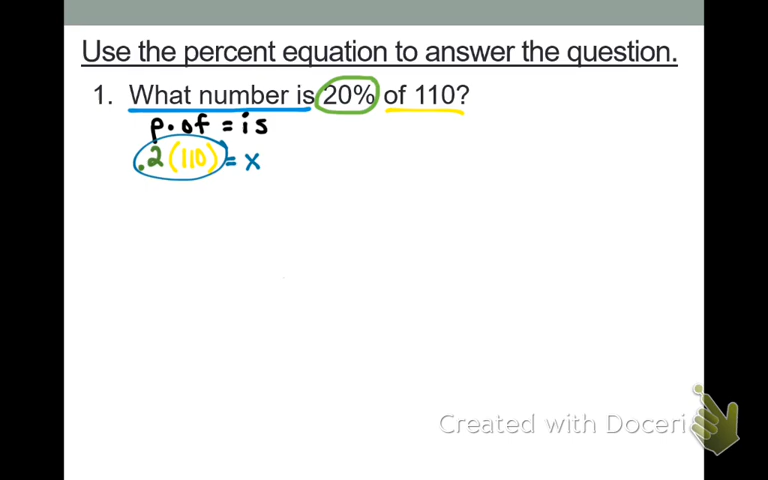 Use the percent equation to answer the question.
1. What number is 20% of 110?
p. of = is
.2 (110) = x
Created with Doceri